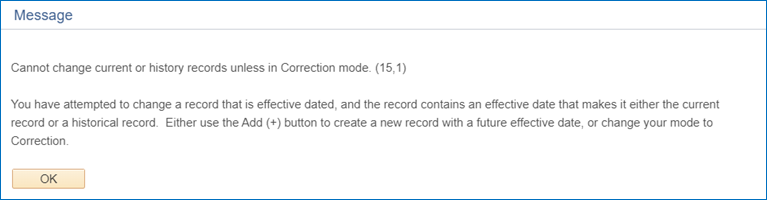 Message
Cannot change current or history records unless in Correction mode. (15,1)
You have attempted to change a record that is effective dated, and the record contains an effective date that makes it either the current
record or a historical record.  Either use the Add (+) button to create a new record with a future effective date, or change your mode to
Correction.
OK